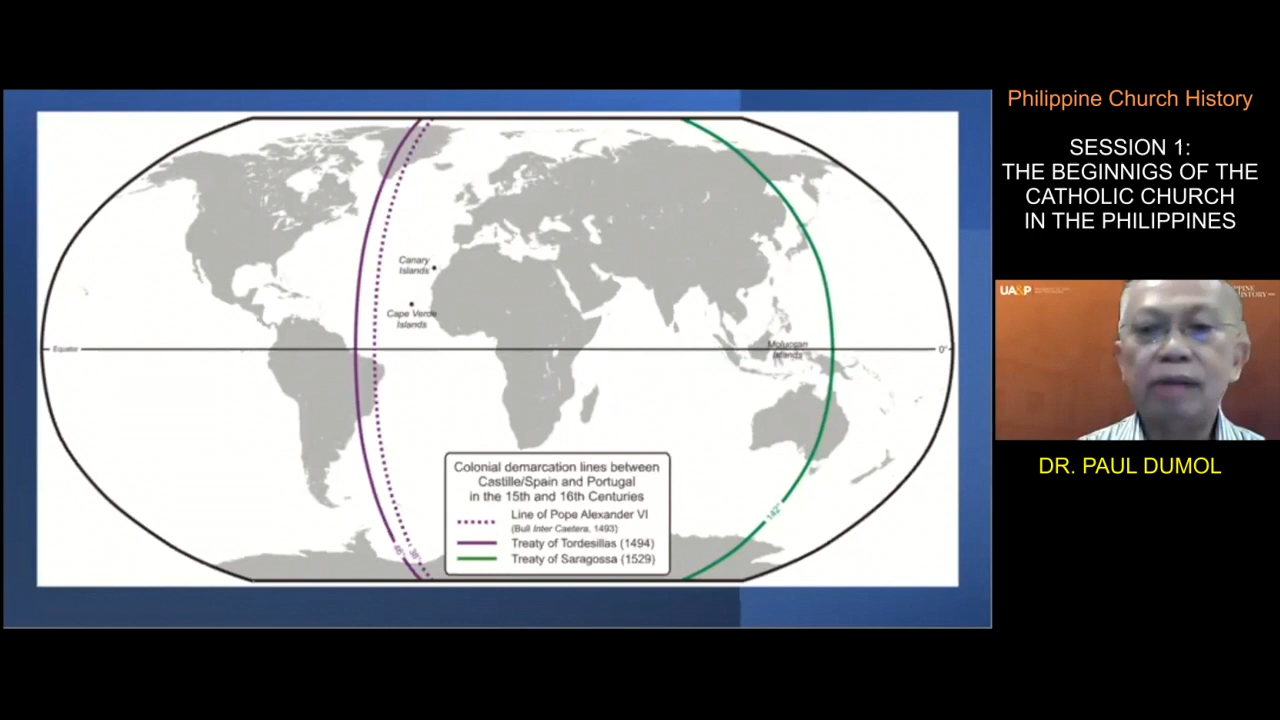 Philippine Church History
SESSION 1:
THE BEGINNIGS OF THE
CATHOLIC CHURCH
IN THE PHILIPPINES
UA&P
DR. PAUL DUMOL
Canary
Islands
Cape Verde
Islands
Equator
Moluccan
Islands
0°
Colonial demarcation lines between
Castille/Spain and Portugal
in the 15th and 16th Centuries
Line of Pope Alexander VI
(Bull Inter Caetera, 1493)
Treaty of Tordesillas (1494)
Treaty of Saragossa (1529)
46°
38°
142°